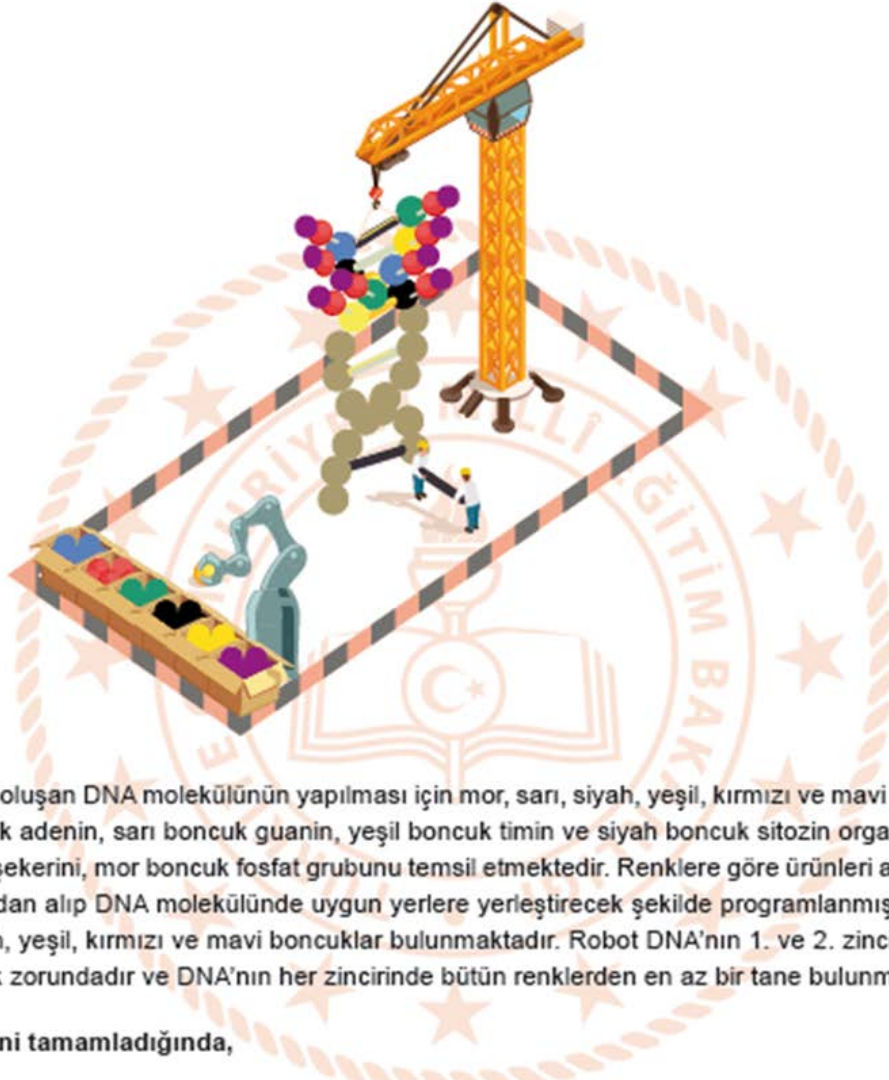 oluşan DNA molekülünün yapılması için mor, sarı, siyah, yeşil, kırmızı ve mavi
k adenin, sarı boncuk guanin, yeşil boncuk timin ve siyah boncuk sitozin orga
şekerini, mor boncuk fosfat grubunu temsil etmektedir. Renklere göre ürünleri a
dan alıp DNA molekülünde uygun yerlere yerleştirecek şekilde programlanmış
, yeşil, kırmızı ve mavi boncuklar bulunmaktadır. Robot DNA'nın 1. ve 2. zinc
k zorundadır ve DNA'nın her zincirinde bütün renklerden en az bir tane bulunm
ni tamamladığında,